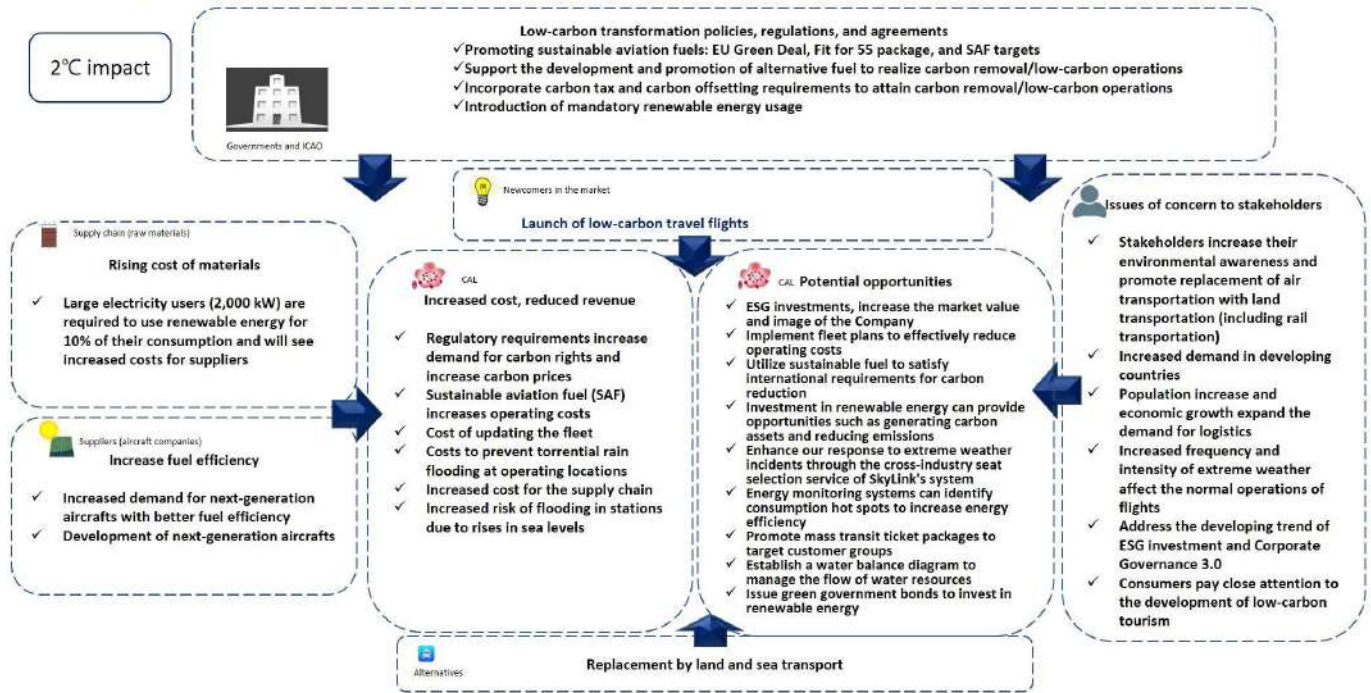 2°C impact
Low-carbon transformation policies, regulations, and agreements
✓Promoting sustainable aviation fuels: EU Green Deal, Fit for 55 package, and SAF targets
✓Support the development and promotion of alternative fuel to realize carbon removal/low-carbon operations
✓Incorporate carbon tax and carbon offsetting requirements to attain carbon removal/low-carbon operations
✓Introduction of mandatory renewable energy usage
Governments and ICAO
Newcomers in the market
Launch of low-carbon travel flights
Supply chain (raw materials)
Rising cost of materials
✓ Large electricity users (2,000 kW) are
required to use renewable energy for
10% of their consumption and will see
increased costs for suppliers
Suppliers (aircraft companies)
Increase fuel efficiency
✓ Increased demand for next-generation
aircrafts with better fuel efficiency
✓ Development of next-generation aircrafts
CAL
Increased cost, reduced revenue
✓ Regulatory requirements increase
demand for carbon rights and
increase carbon prices
✓ Sustainable aviation fuel (SAF)
increases operating costs
✓ Cost of updating the fleet
✓ Costs to prevent torrential rain
flooding at operating locations
✓ Increased cost for the supply chain
✓ Increased risk of flooding in stations
due to rises in sea levels
CAL Potential opportunities
✓ ESG investments, increase the market value
and image of the Company
✓ Implement fleet plans to effectively reduce
operating costs
✓ Utilize sustainable fuel to satisfy
international requirements for carbon
reduction
✓ Investment in renewable energy can provide
opportunities such as generating carbon
assets and reducing emissions
✓ Enhance our response to extreme weather
incidents through the cross-industry seat
selection service of SkyLink's system
✓ Energy monitoring systems can identify
consumption hot spots to increase energy
efficiency
✓ Promote mass transit ticket packages to
target customer groups
✓ Establish a water balance diagram to
manage the flow of water resources
✓ Issue green government bonds to invest in
renewable energy
Issues of concern to stakeholders
✓ Stakeholders increase their
environmental awareness and
promote replacement of air
transportation with land
transportation (including rail
transportation)
✓ Increased demand in developing
countries
✓ Population increase and
economic growth expand the
demand for logistics
✓ Increased frequency and
intensity of extreme weather
affect the normal operations of
flights
✓ Address the developing trend of
ESG investment and Corporate
Governance 3.0
✓ Consumers pay close attention to
the development of low-carbon
tourism
Alternatives
Replacement by land and sea transport